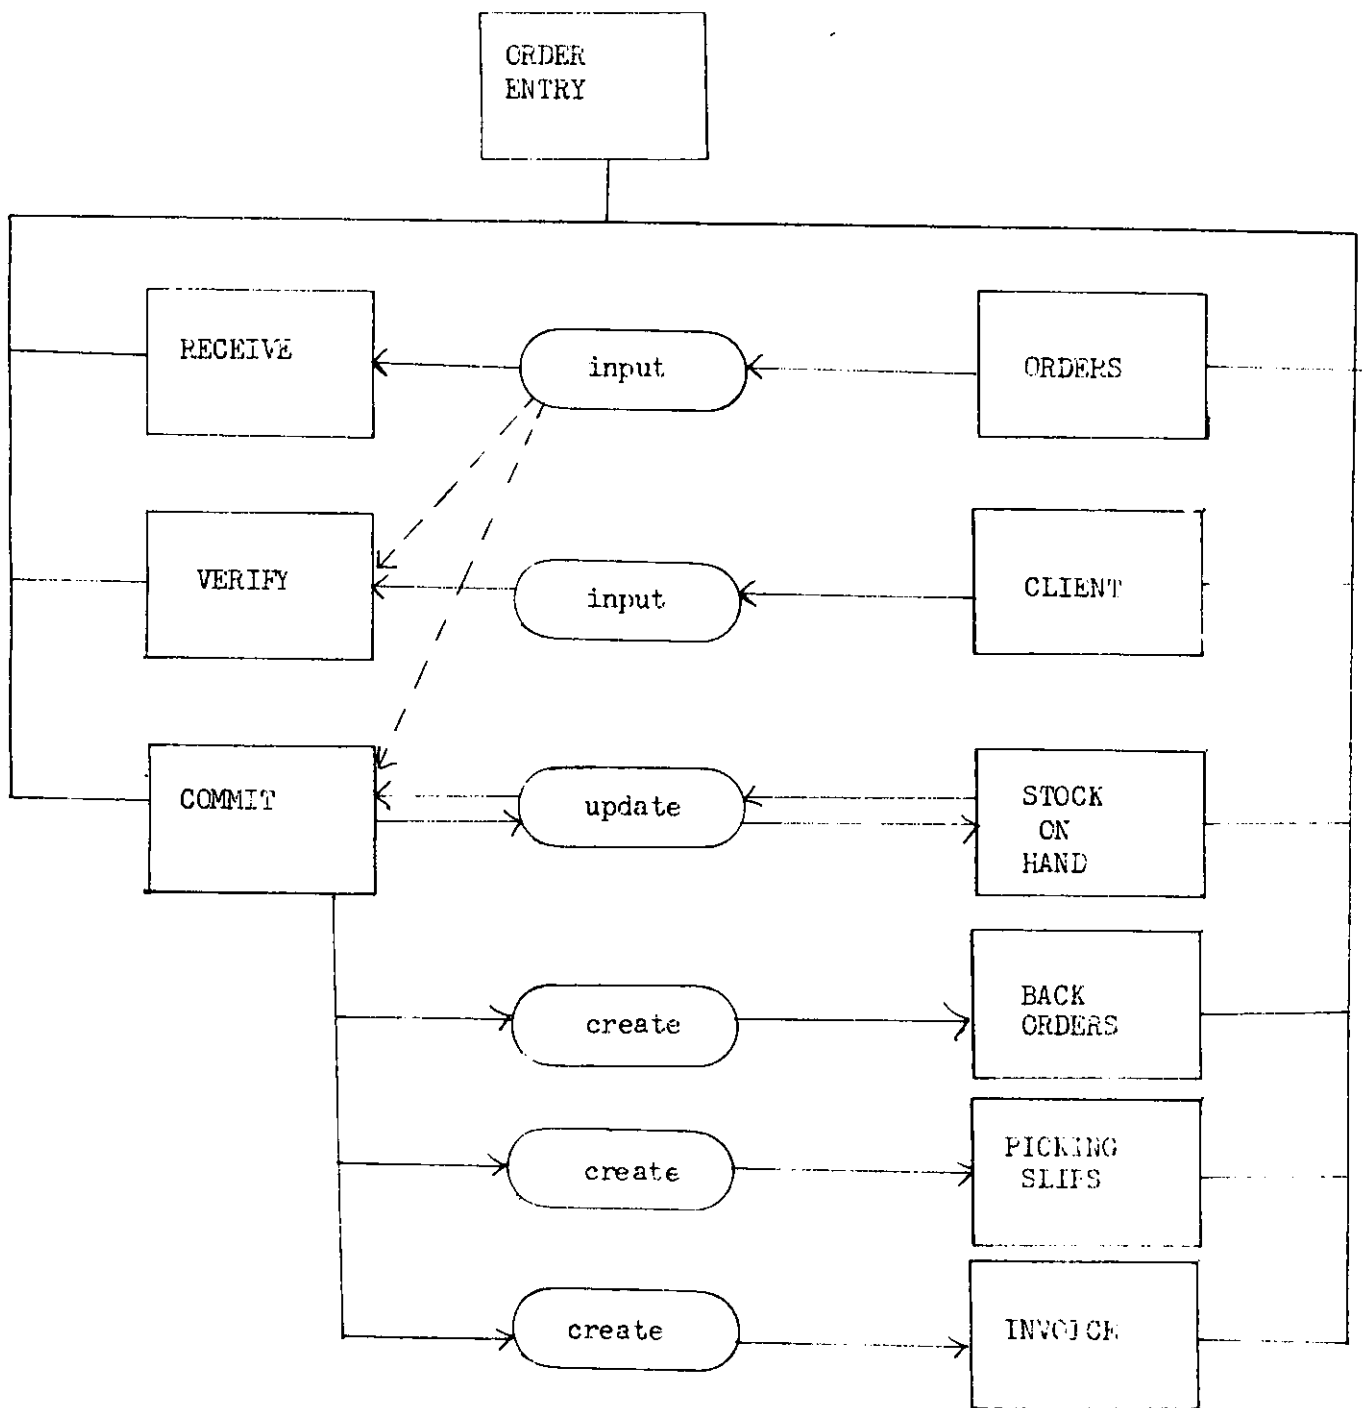 ORDER
ENTRY
RECEIVE
input
ORDERS
VERIFY
input
CLIENT
COMMIT
update
STOCK
ON
HAND
create
BACK
ORDERS
create
PICKING
SLIPS
create
INVOICE